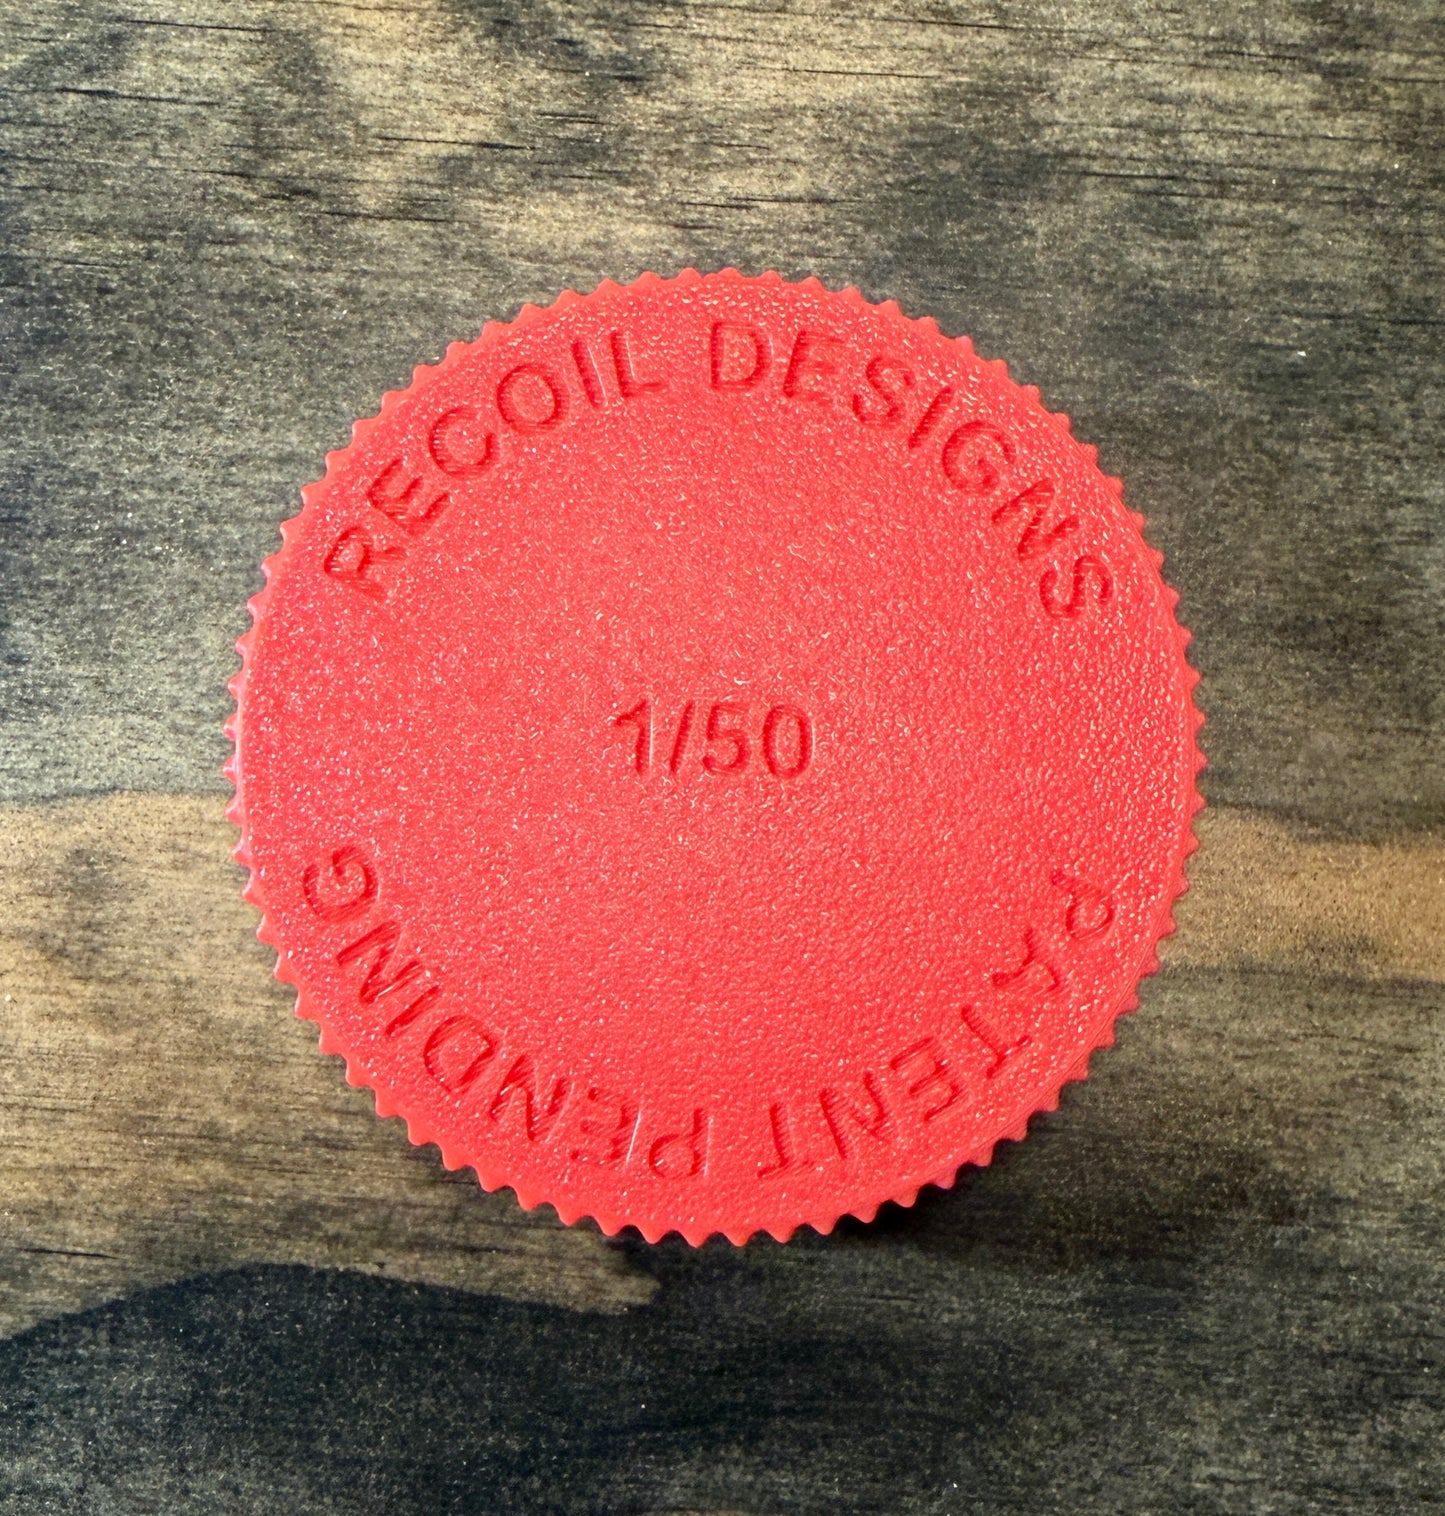 RECOIL DESIGNS
1/50
PATENT PENDING